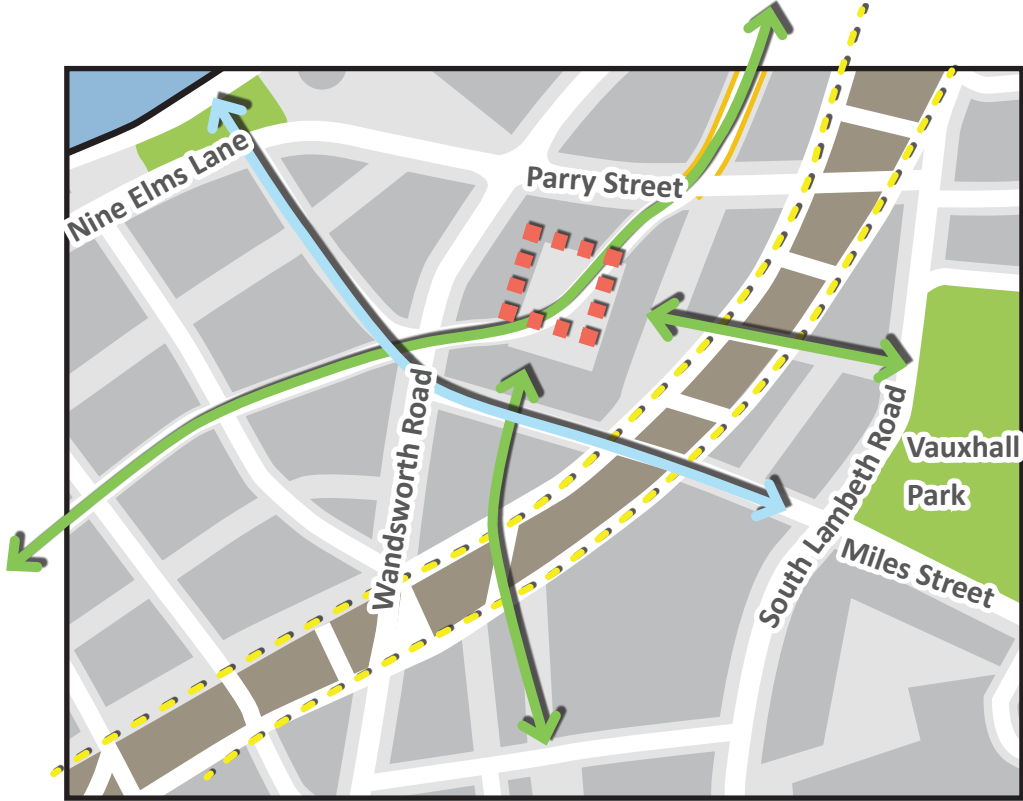 Nine Elms Lane
Parry Street
Wandsworth Road
South Lambeth Road
Vauxhall
Park
Miles Street